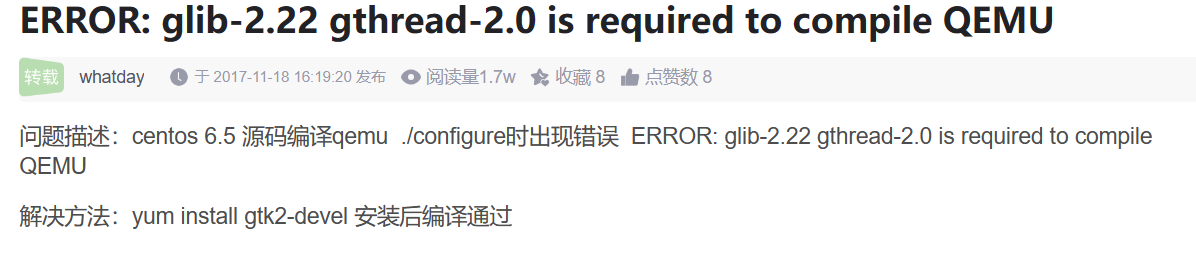 ERROR: glib-2.22 gthread-2.0 is required to compile QEMU
转载 whatday 于 2017-11-18 16:19:20 发布 阅读量1.7w 收藏 8 点赞数 8
问题描述：centos 6.5 源码编译qemu  ./configure时出现错误  ERROR: glib-2.22 gthread-2.0 is required to compile
QEMU
解决方法：yum install gtk2-devel 安装后编译通过